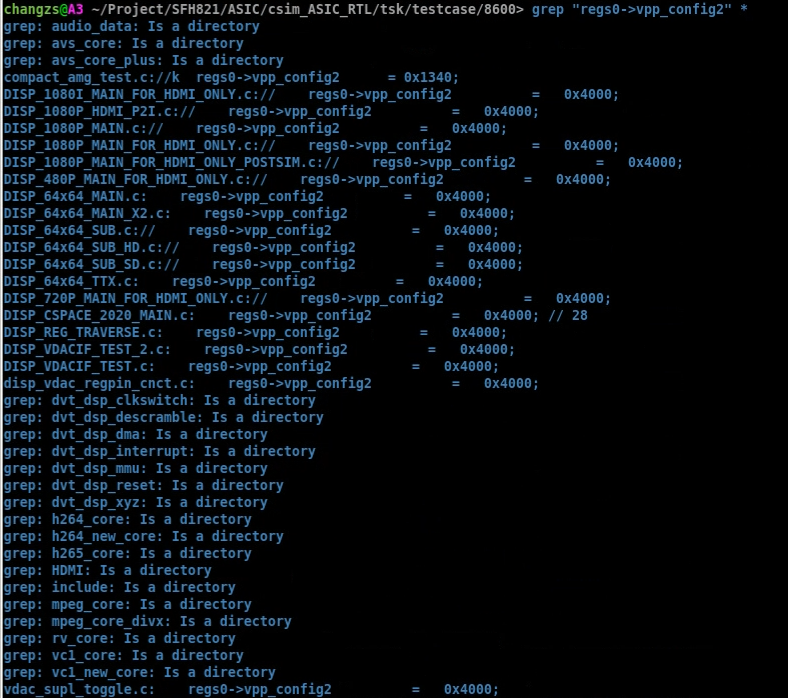 changzs@A3 ~/Project/SFH821/ASIC/csim_ASIC_RTL/tsk/testcase/8600> grep "regs0->vpp_config2" *
grep: audio_data: Is a directory
grep: avs_core: Is a directory
grep: avs_core_plus: Is a directory
compact_amg_test.c://k  regs0->vpp_config2      = 0x1340;
DISP_1080I_MAIN_FOR_HDMI_ONLY.c://    regs0->vpp_config2          =   0x4000;
DISP_1080P_HDMI_P2I.c://    regs0->vpp_config2          =   0x4000;
DISP_1080P_MAIN.c://    regs0->vpp_config2          =   0x4000;
DISP_1080P_MAIN_FOR_HDMI_ONLY.c://    regs0->vpp_config2          =   0x4000;
DISP_1080P_MAIN_FOR_HDMI_ONLY_POSTSIM.c://    regs0->vpp_config2          =   0x4000;
DISP_480P_MAIN_FOR_HDMI_ONLY.c://    regs0->vpp_config2          =   0x4000;
DISP_64x64_MAIN.c:    regs0->vpp_config2          =   0x4000;
DISP_64x64_MAIN_X2.c:    regs0->vpp_config2          =   0x4000;
DISP_64x64_SUB.c://    regs0->vpp_config2          =   0x4000;
DISP_64x64_SUB_HD.c://    regs0->vpp_config2          =   0x4000;
DISP_64x64_SUB_SD.c://    regs0->vpp_config2          =   0x4000;
DISP_64x64_TTX.c:    regs0->vpp_config2          =   0x4000;
DISP_720P_MAIN_FOR_HDMI_ONLY.c://    regs0->vpp_config2          =   0x4000;
DISP_CSPACE_2020_MAIN.c:    regs0->vpp_config2          =   0x4000; // 28
DISP_REG_TRAVERSE.c:    regs0->vpp_config2          =   0x4000;
DISP_VDACIF_TEST_2.c:    regs0->vpp_config2          =   0x4000;
DISP_VDACIF_TEST.c:    regs0->vpp_config2          =   0x4000;
disp_vdac_regpin_cnct.c:    regs0->vpp_config2          =   0x4000;
grep: dvt_dsp_clkswitch: Is a directory
grep: dvt_dsp_descramble: Is a directory
grep: dvt_dsp_dma: Is a directory
grep: dvt_dsp_interrupt: Is a directory
grep: dvt_dsp_mmu: Is a directory
grep: dvt_dsp_reset: Is a directory
grep: dvt_dsp_xyz: Is a directory
grep: h264_core: Is a directory
grep: h264_new_core: Is a directory
grep: h265_core: Is a directory
grep: HDMI: Is a directory
grep: include: Is a directory
grep: mpeg_core: Is a directory
grep: mpeg_core_divx: Is a directory
grep: rv_core: Is a directory
grep: vc1_core: Is a directory
grep: vc1_new_core: Is a directory
vdac_supl_toggle.c:    regs0->vpp_config2          =   0x4000;